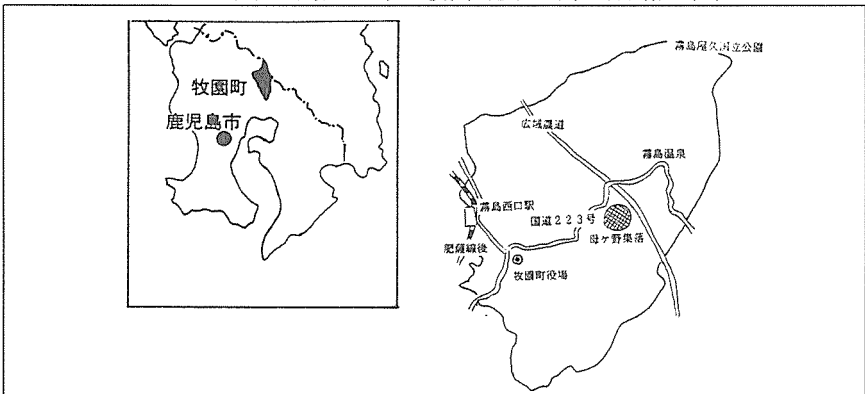 牧園町
鹿児島市
霧島屋久国立公園
広域農道
霧島温泉
霧島西口駅
国道223号
肥薩線後
母ケ野集落
牧園町役場